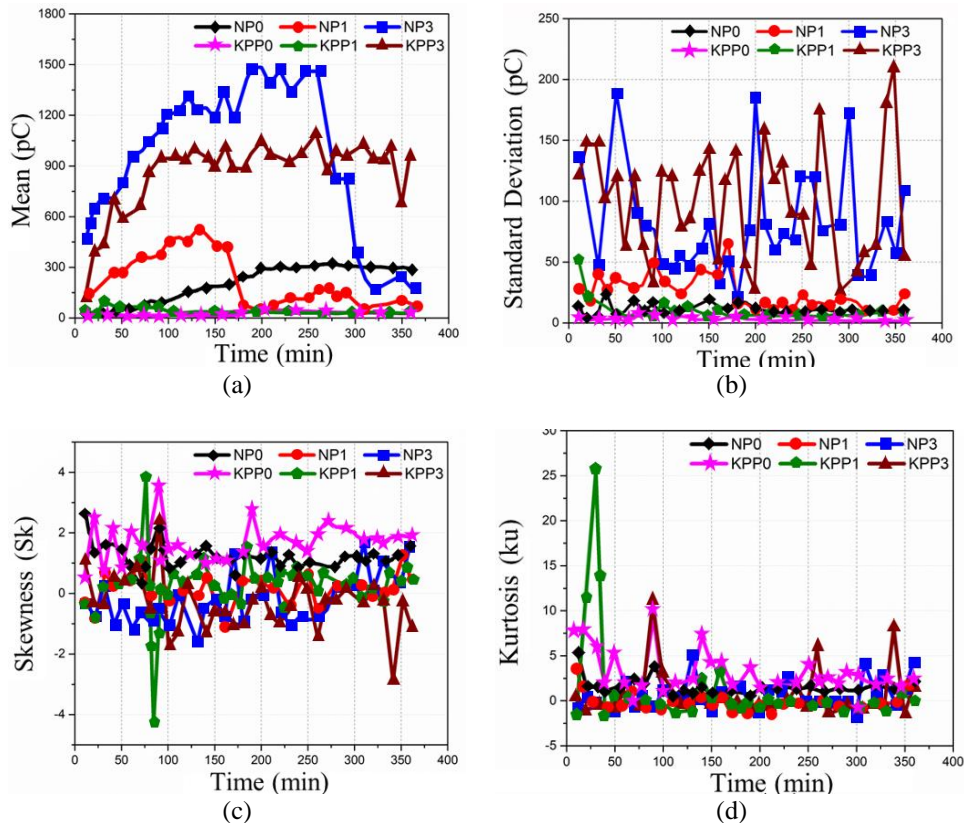 NP0 NP1 NP3
KPP0 KPP1 KPP3
1800
1500
1200
900
600
300
0
Mean (pC)
0 50 100 150 200 250 300 350 400
Time (min)
(a)
NP0 NP1 NP3
KPP0 KPP1 KPP3
250
200
150
100
50
0
Standard Deviation (pC)
0 50 100 150 200 250 300 350 400
Time (min)
(b)
NP0 NP1 NP3
KPP0 KPP1 KPP3
4
2
0
-2
-4
Skewness (Sk)
0 50 100 150 200 250 300 350 400
Time (min)
(c)
NP0 NP1 NP3
KPP0 KPP1 KPP3
30
25
20
15
10
5
0
-5
Kurtosis (ku)
0 50 100 150 200 250 300 350 400
Time (min)
(d)